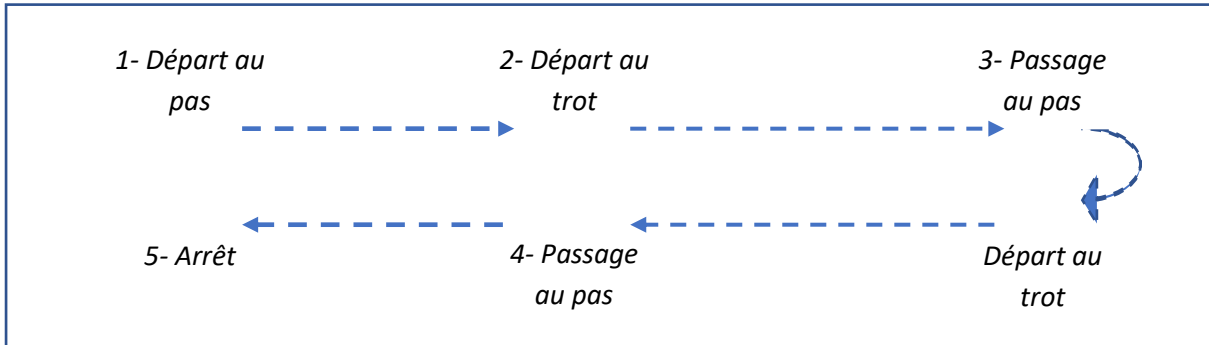 1- Départ au
pas
2- Départ au
trot
3- Passage
au pas
5- Arrêt
4- Passage
au pas
Départ au
trot